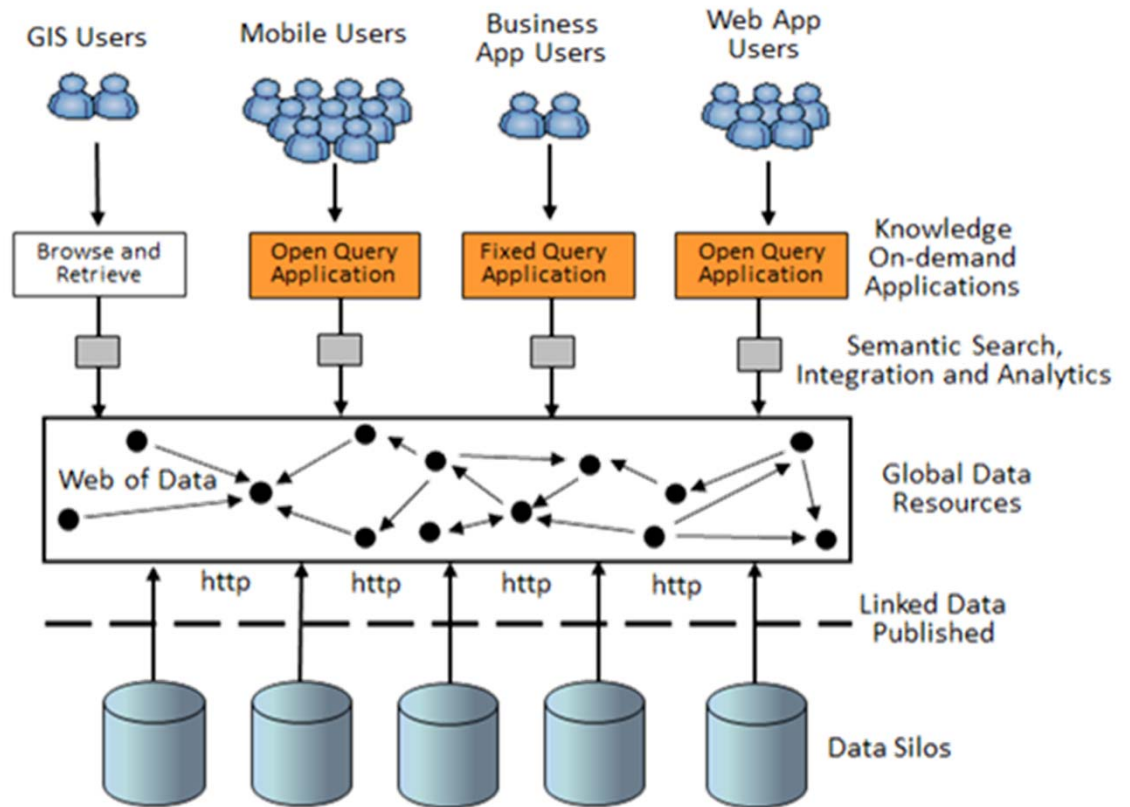 GIS Users
Mobile Users
Business
App Users
Web App
Users
Browse and
Retrieve
Open Query
Application
Fixed Query
Application
Open Query
Application
Knowledge
On-demand
Applications
Semantic Search,
Integration and Analytics
Web of Data
Global Data
Resources
http
http
http
http
Linked Data
Published
Data Silos